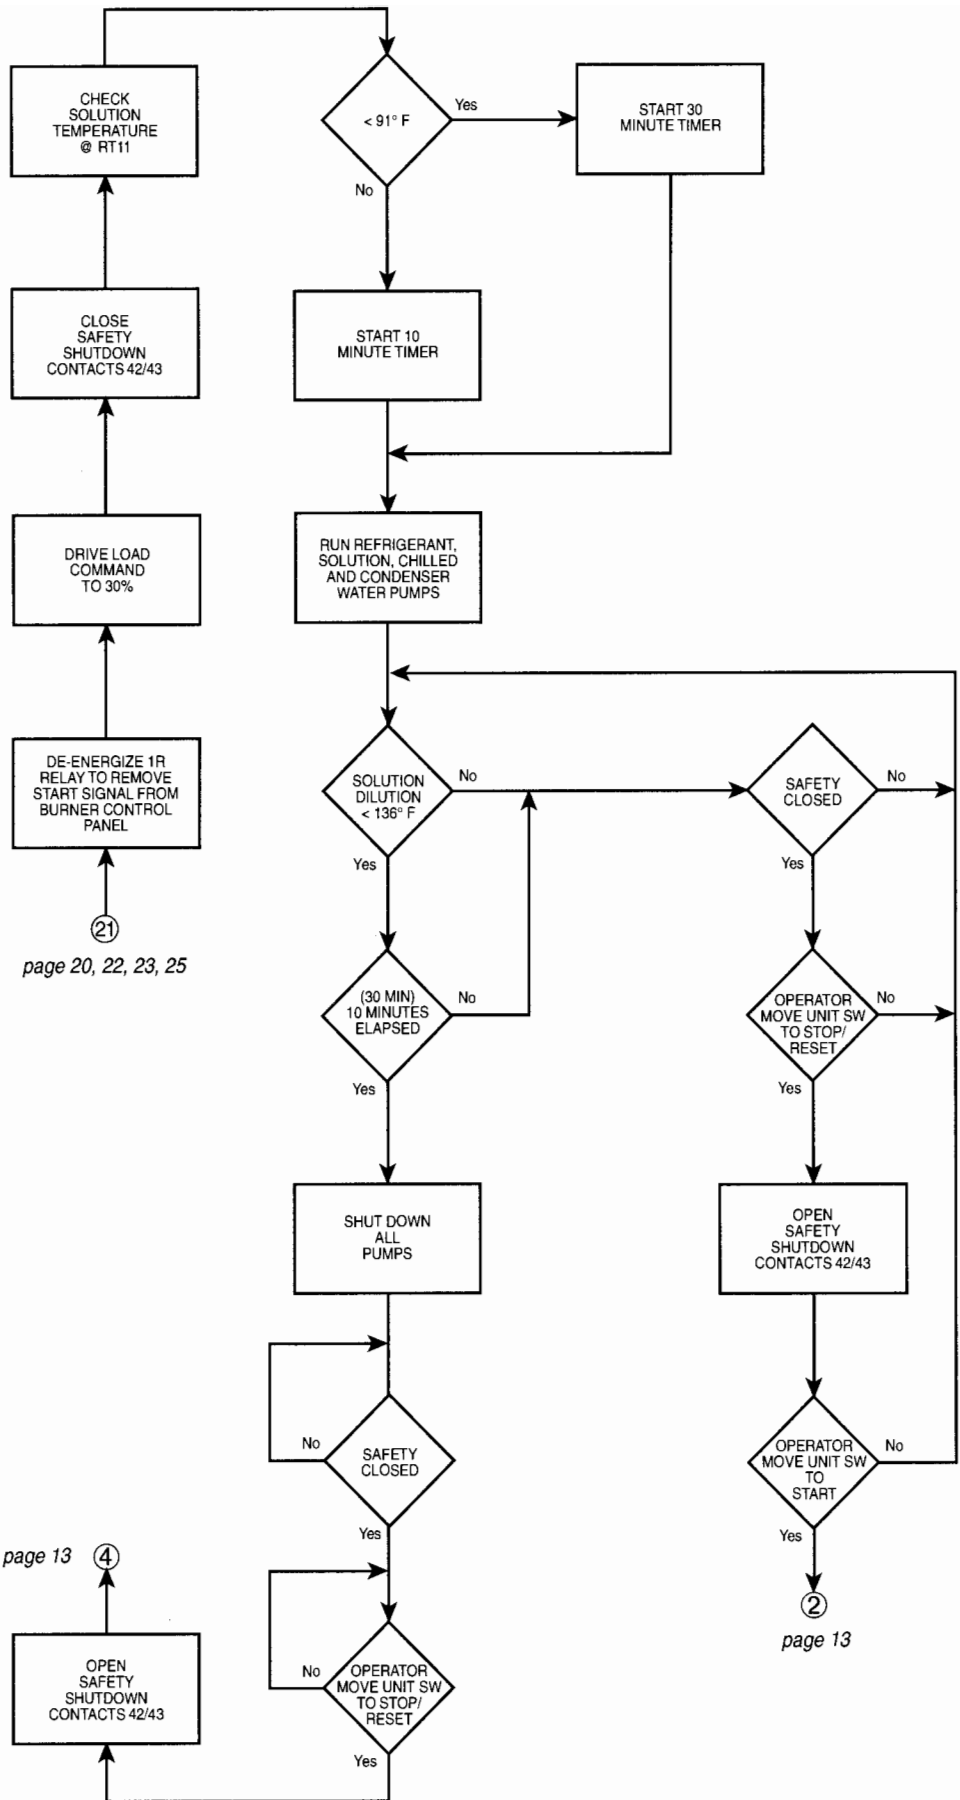 CHECK
SOLUTION
TEMPERATURE
@ RT11
< 91° F
Yes
No
START 30
MINUTE TIMER
CLOSE
SAFETY
SHUTDOWN
CONTACTS 42/43
START 10
MINUTE TIMER
DRIVE LOAD
COMMAND
TO 30%
RUN REFRIGERANT,
SOLUTION, CHILLED
AND CONDENSER
WATER PUMPS
DE-ENERGIZE 1R
RELAY TO REMOVE
START SIGNAL FROM
BURNER CONTROL
PANEL
21
page 20, 22, 23, 25
SOLUTION
DILUTION
< 136° F
No
Yes
SAFETY
CLOSED
No
Yes
(30 MIN)
10 MINUTES
ELAPSED
No
Yes
OPERATOR
MOVE UNIT SW
TO STOP/
RESET
No
Yes
SHUT DOWN
ALL
PUMPS
OPEN
SAFETY
SHUTDOWN
CONTACTS 42/43
SAFETY
CLOSED
No
Yes
OPERATOR
MOVE UNIT SW
TO
START
No
Yes
2
page 13
page 13 4
OPEN
SAFETY
SHUTDOWN
CONTACTS 42/43
OPERATOR
MOVE UNIT SW
TO STOP/
RESET
No
Yes